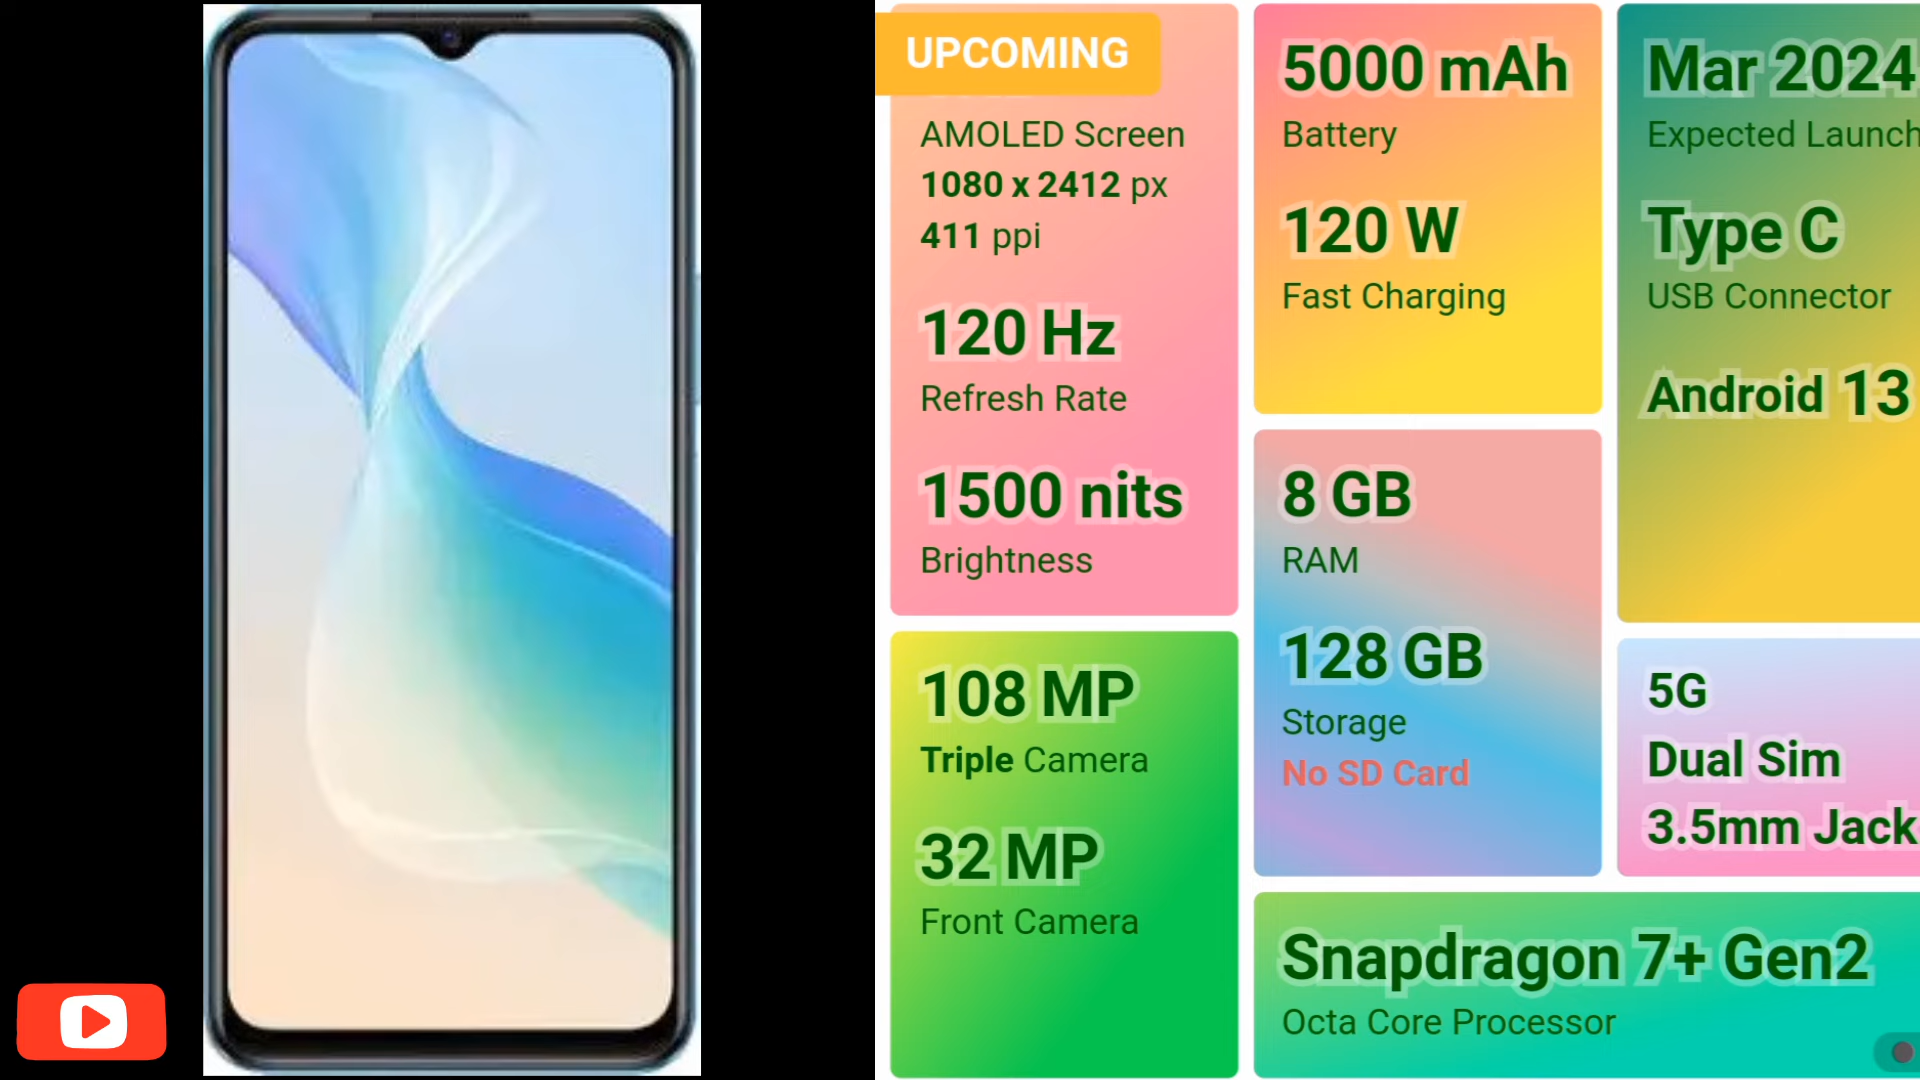 UPCOMING
AMOLED Screen
1080 x 2412 px
411 ppi
120 Hz
Refresh Rate
1500 nits
Brightness
108 MP
Triple Camera
32 MP
Front Camera
5000 mAh
Battery
120 W
Fast Charging
8 GB
RAM
128 GB
Storage
No SD Card
Mar 2024
Expected Launch
Type C
USB Connector
Android 13
5G
Dual Sim
3.5mm Jack
Snapdragon 7+ Gen2
Octa Core Processor